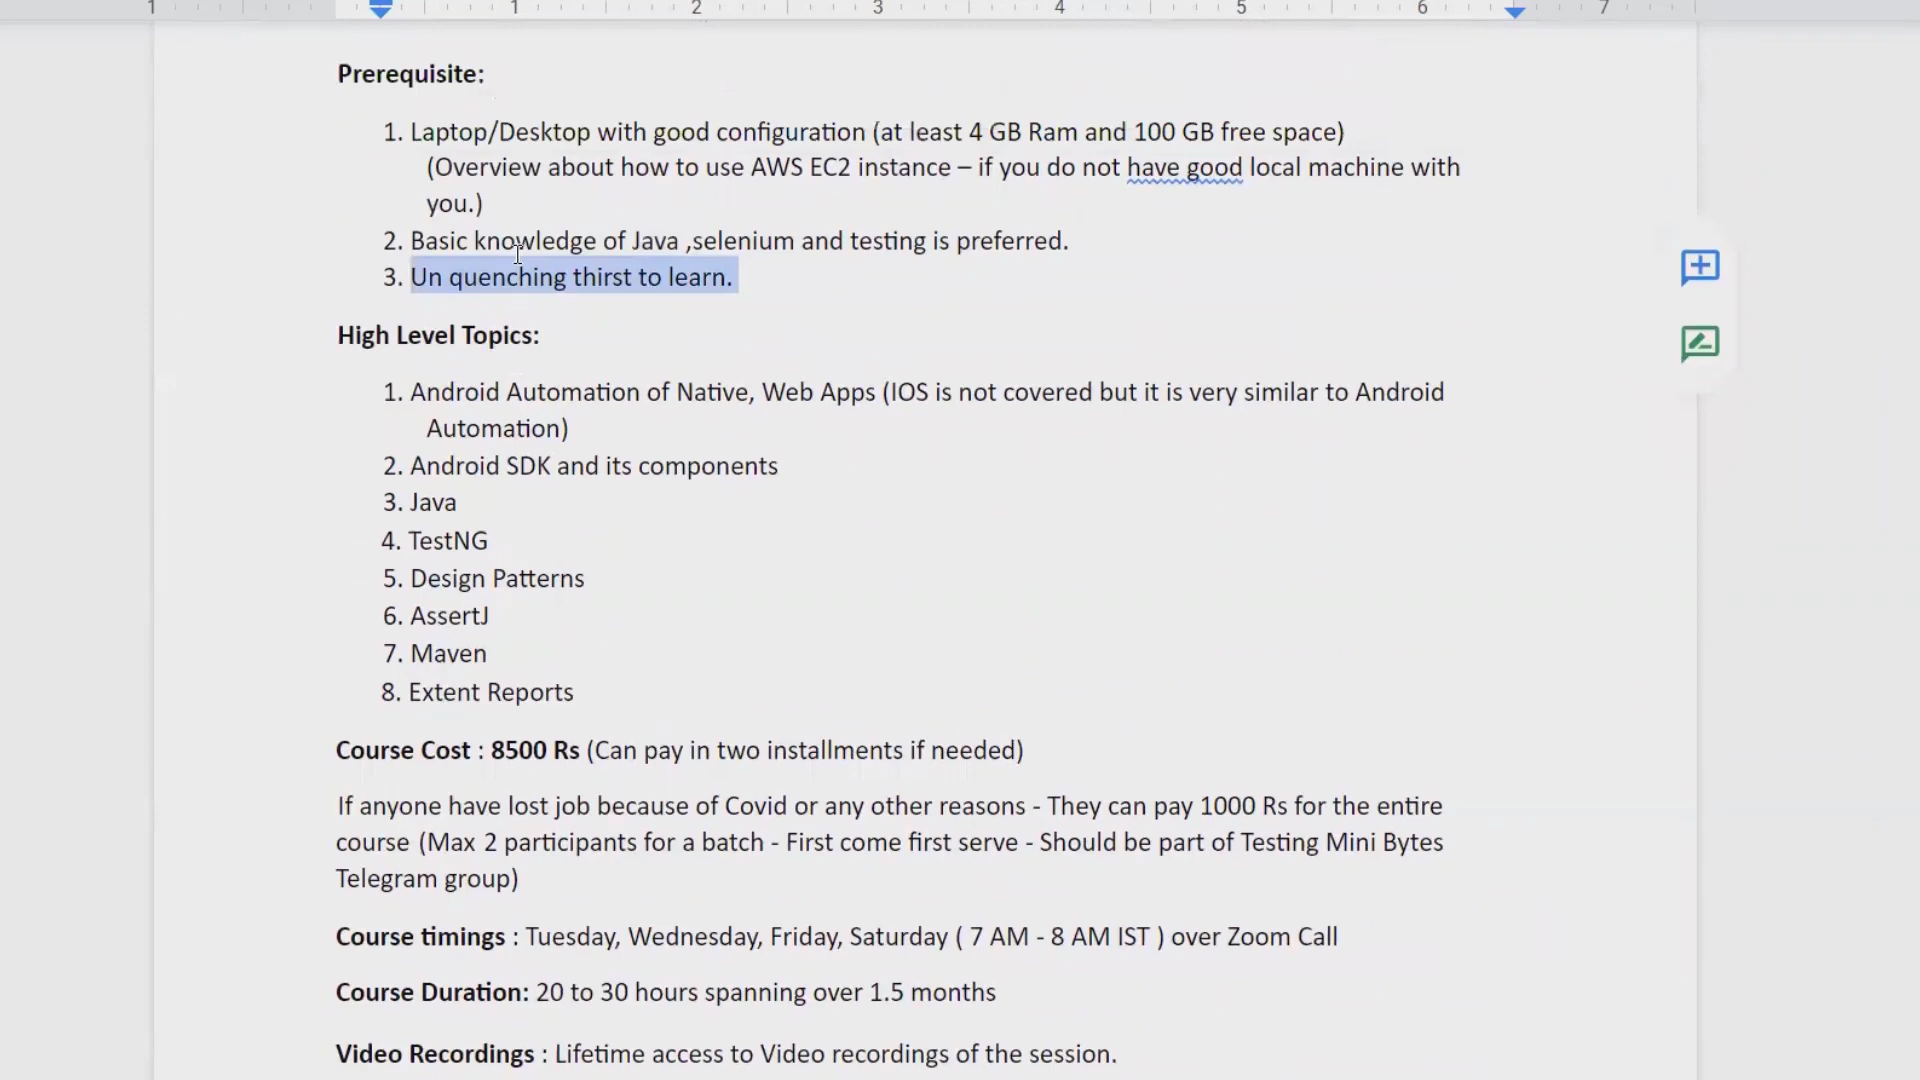 1 1 2 3 4 5 6 7
Prerequisite:
1. Laptop/Desktop with good configuration (at least 4 GB Ram and 100 GB free space)
(Overview about how to use AWS EC2 instance – if you do not have good local machine with
you.)
2. Basic knowledge of Java ,selenium and testing is preferred.
3. Un quenching thirst to learn.
High Level Topics:
1. Android Automation of Native, Web Apps (IOS is not covered but it is very similar to Android
Automation)
2. Android SDK and its components
3. Java
4. TestNG
5. Design Patterns
6. AssertJ
7. Maven
8. Extent Reports
Course Cost : 8500 Rs (Can pay in two installments if needed)
If anyone have lost job because of Covid or any other reasons - They can pay 1000 Rs for the entire
course (Max 2 participants for a batch - First come first serve - Should be part of Testing Mini Bytes
Telegram group)
Course timings : Tuesday, Wednesday, Friday, Saturday ( 7 AM - 8 AM IST ) over Zoom Call
Course Duration: 20 to 30 hours spanning over 1.5 months
Video Recordings : Lifetime access to Video recordings of the session.